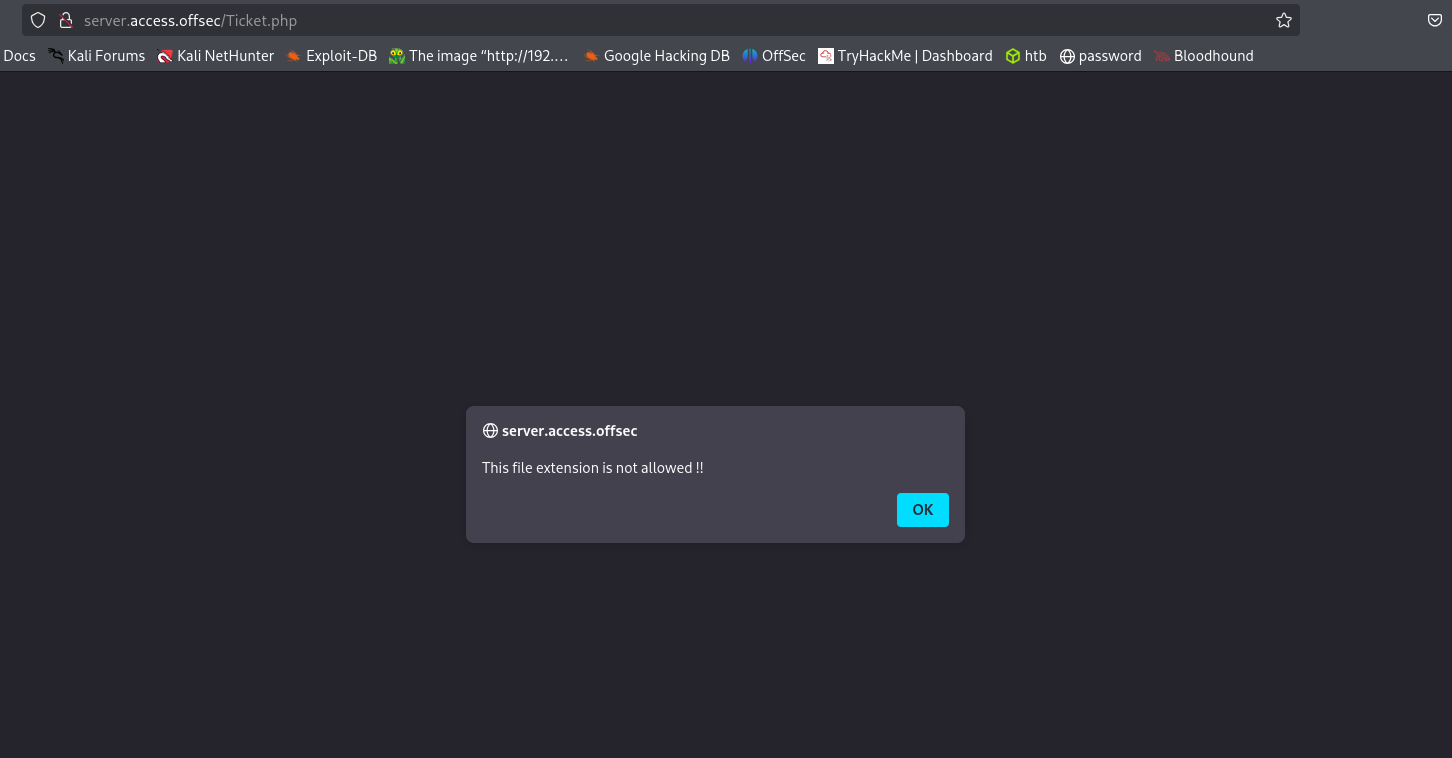 server.access.offsec/Ticket.php
Docs Kali Forums Kali NetHunter Exploit-DB The image “http://192.… Google Hacking DB OffSec TryHackMe | Dashboard htb password Bloodhound
server.access.offsec
This file extension is not allowed !!
OK